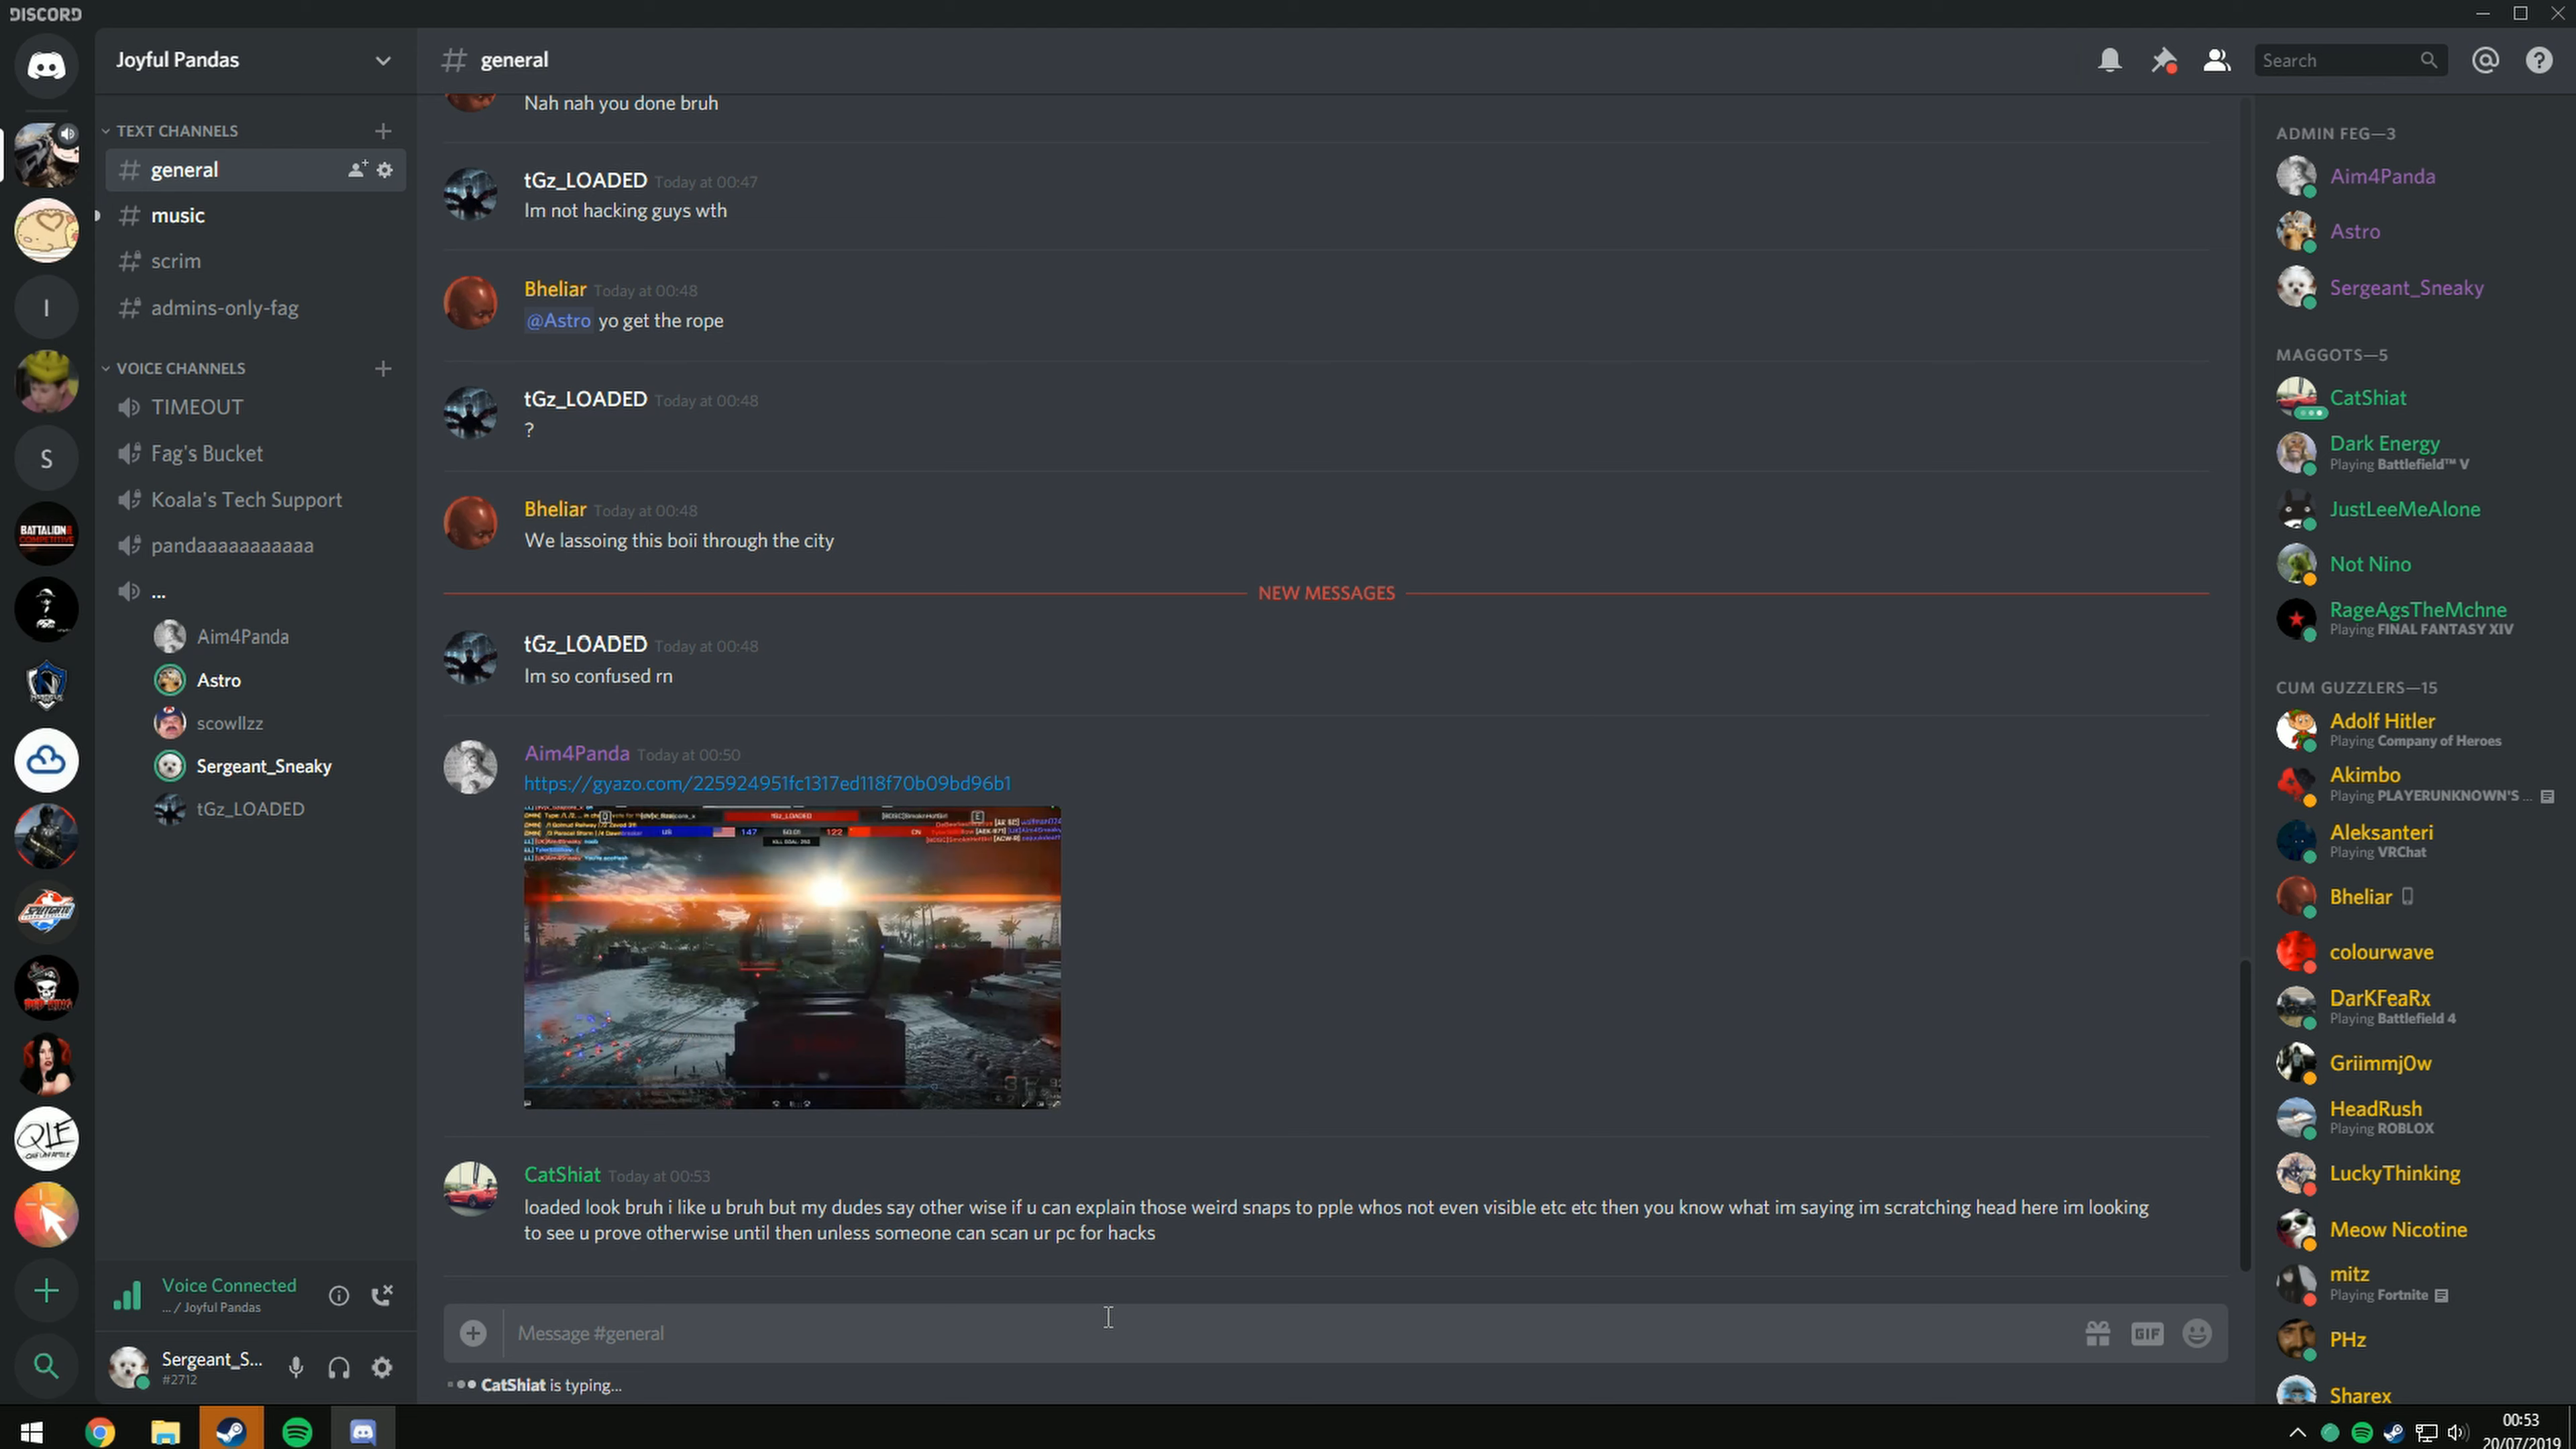 DISCORD
Joyful Pandas
general
Search
TEXT CHANNELS
general
music
scrim
admins-only-fag
VOICE CHANNELS
TIMEOUT
Fag's Bucket
Koala's Tech Support
pandaaaaaaaaaaa
...
Aim4Panda
Astro
scowllzz
Sergeant_Sneaky
tGz_LOADED
I
S
BATTALION
COMPETITIVE
Voice Connected
... / Joyful Pandas
Sergeant_S...
#2712
Nah nah you done bruh
tGz_LOADED Today at 00:47
Im not hacking guys wth
Bheliar Today at 00:48
@Astro yo get the rope
tGz_LOADED Today at 00:48
?
Bheliar Today at 00:48
We lassoing this boii through the city
NEW MESSAGES
tGz_LOADED Today at 00:48
Im so confused rn
Aim4Panda Today at 00:50
https://gyazo.com/225924951fc1317ed118f70b09bd96b1
tGz_LOADED
US 147 50:01 122 CN
CatShiat Today at 00:53
loaded look bruh i like u bruh but my dudes say other wise if u can explain those weird snaps to pple whos not even visible etc etc then you know what im saying im scratching head here im looking
to see u prove otherwise until then unless someone can scan ur pc for hacks
Message #general
GIF
CatShiat is typing...
ADMIN FEG—3
Aim4Panda
Astro
Sergeant_Sneaky
MAGGOTS—5
CatShiat
Dark Energy
Playing Battlefield™ V
JustLeeMeAlone
Not Nino
RageAgsTheMchne
Playing FINAL FANTASY XIV
CUM GUZZLERS—15
Adolf Hitler
Playing Company of Heroes
Akimbo
Playing PLAYERUNKNOWN'S ...
Aleksanteri
Playing VRChat
Bheliar
colourwave
DarKFeaRx
Playing Battlefield 4
Griimmj0w
HeadRush
Playing ROBLOX
LuckyThinking
Meow Nicotine
mitz
Playing Fortnite
PHz
Sharex
00:53
20/07/2019